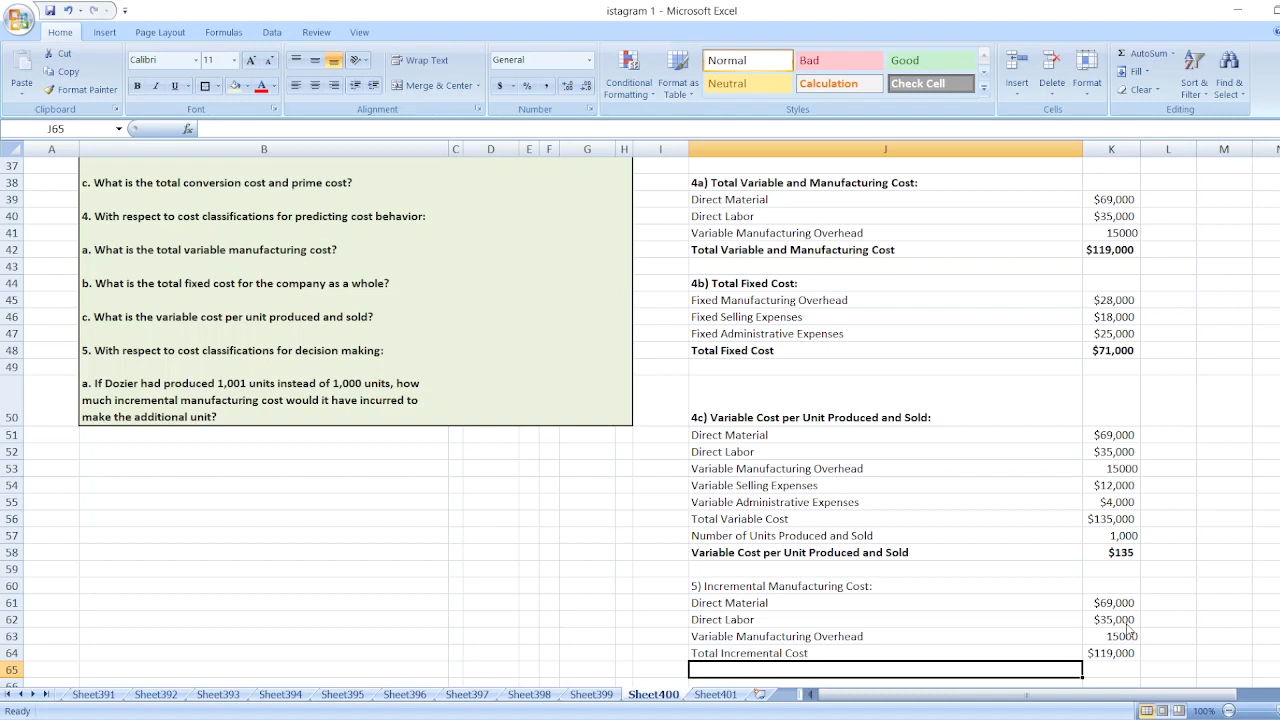 istagram 1 - Microsoft Excel
Home Insert Page Layout Formulas Data Review View
Paste Cut Copy Format Painter
Calibri 11 A A
B I U A
Wrap Text
Merge & Center
General
$ % ,
Conditional Formatting Format as Table
Normal Bad Good
Neutral Calculation Check Cell
Insert Delete Format
Σ AutoSum
Fill
Clear
Sort & Filter Find & Select
Clipboard Font Alignment Number Styles Cells Editing
J65 fx
A B C D E F G H I J K L M
37
38 c. What is the total conversion cost and prime cost? 4a) Total Variable and Manufacturing Cost:
39 Direct Material $69,000
40 4. With respect to cost classifications for predicting cost behavior: Direct Labor $35,000
41 Variable Manufacturing Overhead 15000
42 a. What is the total variable manufacturing cost? Total Variable and Manufacturing Cost $119,000
43
44 b. What is the total fixed cost for the company as a whole? 4b) Total Fixed Cost:
45 Fixed Manufacturing Overhead $28,000
46 c. What is the variable cost per unit produced and sold? Fixed Selling Expenses $18,000
47 Fixed Administrative Expenses $25,000
48 5. With respect to cost classifications for decision making: Total Fixed Cost $71,000
49
a. If Dozier had produced 1,001 units instead of 1,000 units, how
much incremental manufacturing cost would it have incurred to
50 make the additional unit? 4c) Variable Cost per Unit Produced and Sold:
51 Direct Material $69,000
52 Direct Labor $35,000
53 Variable Manufacturing Overhead 15000
54 Variable Selling Expenses $12,000
55 Variable Administrative Expenses $4,000
56 Total Variable Cost $135,000
57 Number of Units Produced and Sold 1,000
58 Variable Cost per Unit Produced and Sold $135
59
60 5) Incremental Manufacturing Cost:
61 Direct Material $69,000
62 Direct Labor $35,000
63 Variable Manufacturing Overhead 15000
64 Total Incremental Cost $119,000
65
Sheet391 Sheet392 Sheet393 Sheet394 Sheet395 Sheet396 Sheet397 Sheet398 Sheet399 Sheet400 Sheet401
Ready 100%